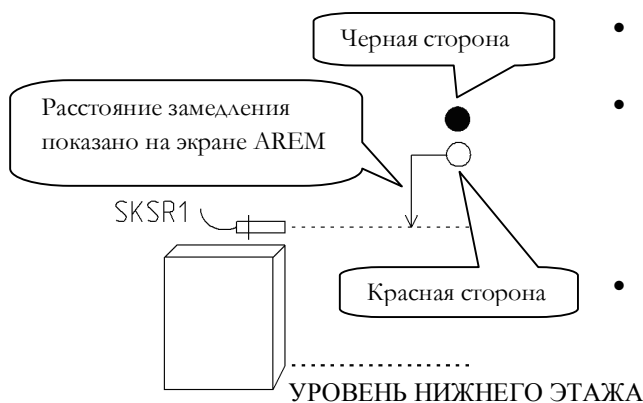 Черная сторона
Расстояние замедления
показано на экране AREM
SKSR1
Красная сторона
УРОВЕНЬ НИЖНЕГО ЭТАЖА